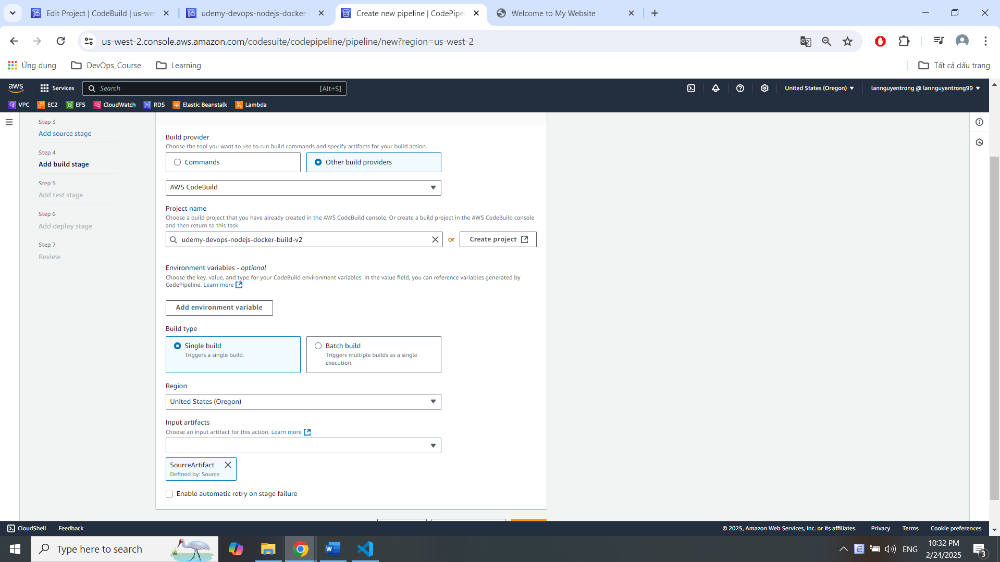 Edit Project | CodeBuild | us-we
udemy-devops-nodejs-docker-
Create new pipeline | CodePipel
Welcome to My Website
us-west-2.console.aws.amazon.com/codesuite/codepipeline/pipeline/new?region=us-west-2
Ứng dụng
DevOps_Course
Learning
Tất cả dấu trang
aws
Services
Search
[Alt+S]
United States (Oregon)
lannguyentrong @ lannguyentrong99
VPC
EC2
EFS
CloudWatch
RDS
Elastic Beanstalk
Lambda
Step 3
Add source stage
Step 4
Add build stage
Step 5
Add test stage
Step 6
Add deploy stage
Step 7
Review
Build provider
Choose the tool you want to use to run build commands and specify artifacts for your build action.
Commands
Other build providers
AWS CodeBuild
Project name
Choose a build project that you have already created in the AWS CodeBuild console. Or create a build project in the AWS CodeBuild console
and then return to this task.
udemy-devops-nodejs-docker-build-v2
or
Create project
Environment variables - optional
Choose the key, value, and type for your CodeBuild environment variables. In the value field, you can reference variables generated by
CodePipeline. Learn more
Add environment variable
Build type
Single build
Triggers a single build.
Batch build
Triggers multiple builds as a single
execution.
Region
United States (Oregon)
Input artifacts
Choose an input artifact for this action. Learn more
SourceArtifact
Defined by: Source
Enable automatic retry on stage failure
CloudShell
Feedback
© 2025, Amazon Web Services, Inc. or its affiliates.
Privacy
Terms
Cookie preferences
Type here to search
ENG
10:32 PM
2/24/2025
3